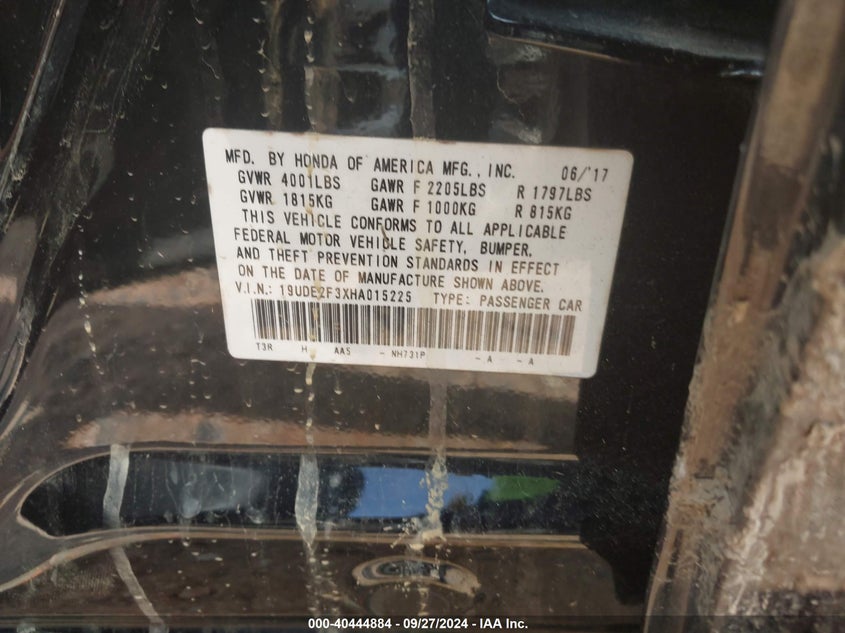 MFD. BY HONDA OF AMERICA MFG., INC. 06/'17
GVWR 4001LBS GAWR F 2205LBS R 1797LBS
GVWR 1815KG GAWR F 1000KG R 815KG
THIS VEHICLE CONFORMS TO ALL APPLICABLE
FEDERAL MOTOR VEHICLE SAFETY, BUMPER,
AND THEFT PREVENTION STANDARDS IN EFFECT
ON THE DATE OF MANUFACTURE SHOWN ABOVE.
V.I.N.: 19UDE2F3XHA015225 TYPE: PASSENGER CAR
T3R H AAS - NH731P - A - A
000-40444884 - 09/27/2024 - IAA Inc.